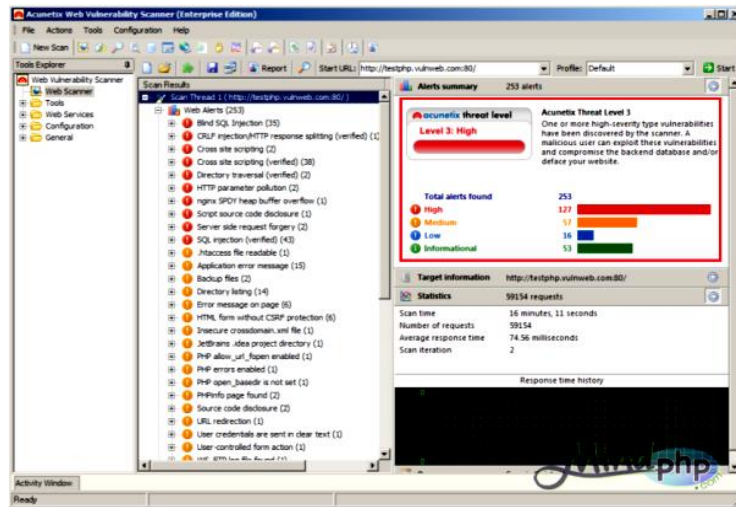 Acunetix Web Vulnerability Scanner (Enterprise Edition)
File Actions Tools Configuration Help
New Scan
Tools Explorer
Report
Start URL: http://testphp.vulnweb.com:80/
Profile: Default
Start
Web Vulnerability Scanner
Web Scanner
Tools
Web Services
Configuration
General
Scan Results
Scan Thread 1 ( http://testphp.vulnweb.com:80/ )
Web Alerts (253)
Blind SQL Injection (35)
CRLF injection/HTTP response splitting (verified) (1)
Cross site scripting (2)
Cross site scripting (verified) (38)
Directory traversal (verified) (2)
HTTP parameter pollution (2)
nginx SPDY heap buffer overflow (1)
Script source code disclosure (1)
Server side request forgery (2)
SQL injection (verified) (43)
.htaccess file readable (1)
Application error message (15)
Backup files (2)
Directory listing (14)
Error message on page (6)
HTML form without CSRF protection (6)
Insecure crossdomain.xml file (1)
JetBrains .idea project directory (1)
PHP allow_url_fopen enabled (1)
PHP errors enabled (1)
PHP open_basedir is not set (1)
PHPinfo page found (2)
Source code disclosure (2)
URL redirection (1)
User credentials are sent in clear text (1)
User-controlled form action (1)
WS_FTP log file found (1)
Alerts summary 253 alerts
acunetix threat level
Level 3: High
Acunetix Threat Level 3
One or more high-severity type vulnerabilities
have been discovered by the scanner. A
malicious user can exploit these vulnerabilities
and compromise the backend database and/or
deface your website.
Total alerts found 253
High 127
Medium 57
Low 16
Informational 53
Target information http://testphp.vulnweb.com:80/
Statistics 59154 requests
Scan time 16 minutes, 11 seconds
Number of requests 59154
Average response time 74.56 milliseconds
Scan iteration 2
Response time history
Mindphp
.com
Activity Window
Ready